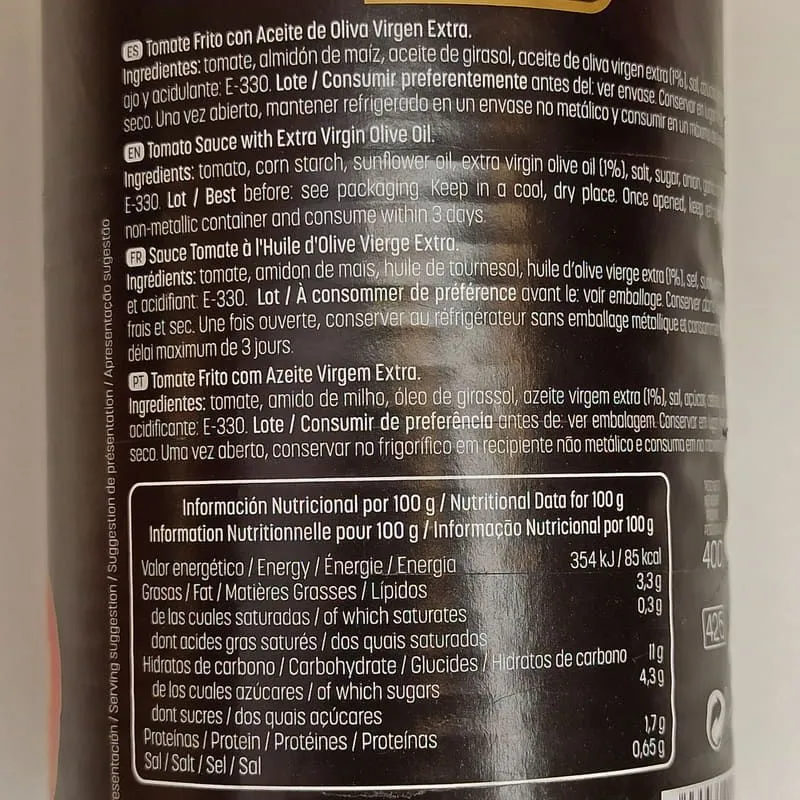 ES Tomate Frito con Aceite de Oliva Virgen Extra.
Ingredientes: tomate, almidón de maíz, aceite de girasol, aceite de oliva virgen extra (1%), sal,
ajo y acidulante: E-330. Lote / Consumir preferentemente antes del: ver envase. Conservar en
seco. Una vez abierto, mantener refrigerado en un envase no metálico y consumir en un
EN Tomato Sauce with Extra Virgin Olive Oil.
Ingredients: tomato, corn starch, sunflower oil, extra virgin olive oil (1%), salt, sugar, onion,
E-330. Lot / Best before: see packaging. Keep in a cool, dry place. Once opened, keep
non-metallic container and consume within 3 days.
FR Sauce Tomate à l'Huile d'Olive Vierge Extra.
Ingrédients: tomate, amidon de maïs, huile de tournesol, huile d'olive vierge extra (1%), sel,
et acidifiant: E-330. Lot / À consommer de préférence avant le: voir emballage. Conserver
frais et sec. Une fois ouverte, conserver au réfrigérateur sans emballage métallique et
délai maximum de 3 jours.
PT Tomate Frito com Azeite Virgem Extra.
Ingredientes: tomate, amido de milho, óleo de girassol, azeite virgem extra (1%), sal, açúcar,
acidificante: E-330. Lote / Consumir de preferência antes de: ver embalagem. Conservar em
seco. Uma vez aberto, conservar no frigorífico em recipiente não metálico e consuma em no
Información Nutricional por 100 g / Nutritional Data for 100 g
Information Nutritionnelle pour 100 g / Informação Nutricional por 100 g
Valor energético / Energy / Énergie / Energia 354 kJ / 85 kcal
Grasas / Fat / Matières Grasses / Lípidos 3,3 g
de las cuales saturadas / of which saturates 0,3 g
dont acides gras saturés / dos quais saturados
Hidratos de carbono / Carbohydrate / Glucides / Hidratos de carbono 11 g
de los cuales azúcares / of which sugars 4,3 g
dont sucres / dos quais açúcares
Proteínas / Protein / Protéines / Proteínas 1,7 g
Sal / Salt / Sel / Sal 0,65 g
400
425
esentación / Serving suggestion / Suggestion de présentation / Apresentação sugestão